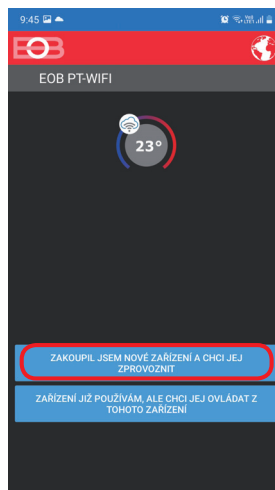 9:45
EOB
EOB PT-WIFI
23°
ZAKOUPIL JSEM NOVÉ ZAŘÍZENÍ A CHCI JEJ
ZPROVOZNIT
ZAŘÍZENÍ JIŽ POUŽÍVÁM, ALE CHCI JEJ OVLÁDAT Z
TOHOTO ZAŘÍZENÍ